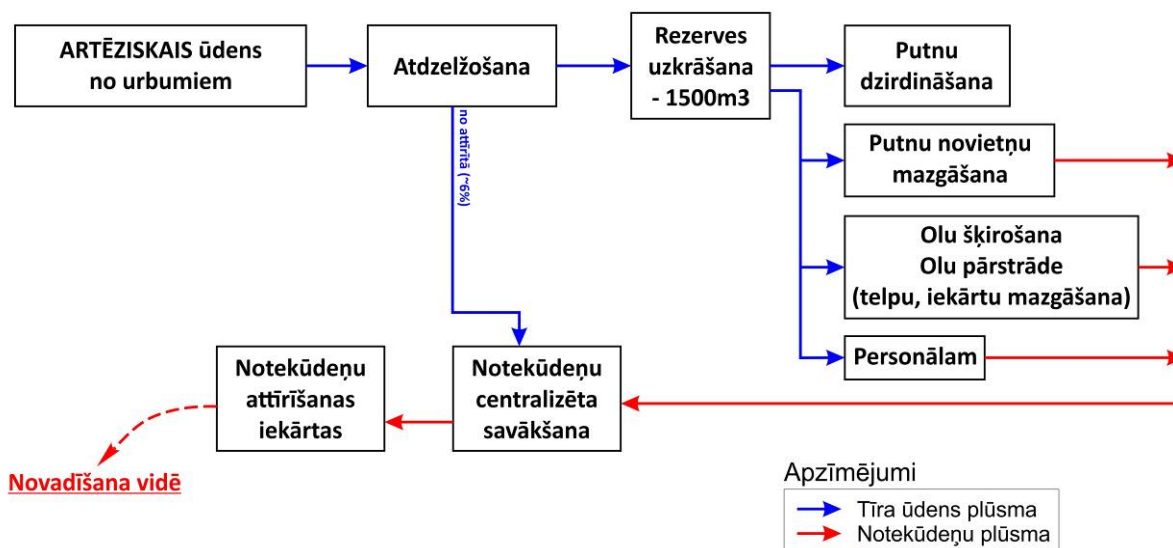 ARTĒZISKAIS ūdens
no urbumiem
Atdzelžošana
Rezerves
uzkrāšana
- 1500m3
Putnu
dzirdināšana
no attīrītā (~6%)
Putnu novietņu
mazgāšana
Olu šķirošana
Olu pārstrāde
(telpu, iekārtu mazgāšana)
Personālam
Notekūdeņu
attīrīšanas
iekārtas
Notekūdeņu
centralizēta
savākšana
Novadīšana vidē
Apzīmējumi
Tīra ūdens plūsma
Notekūdeņu plūsma